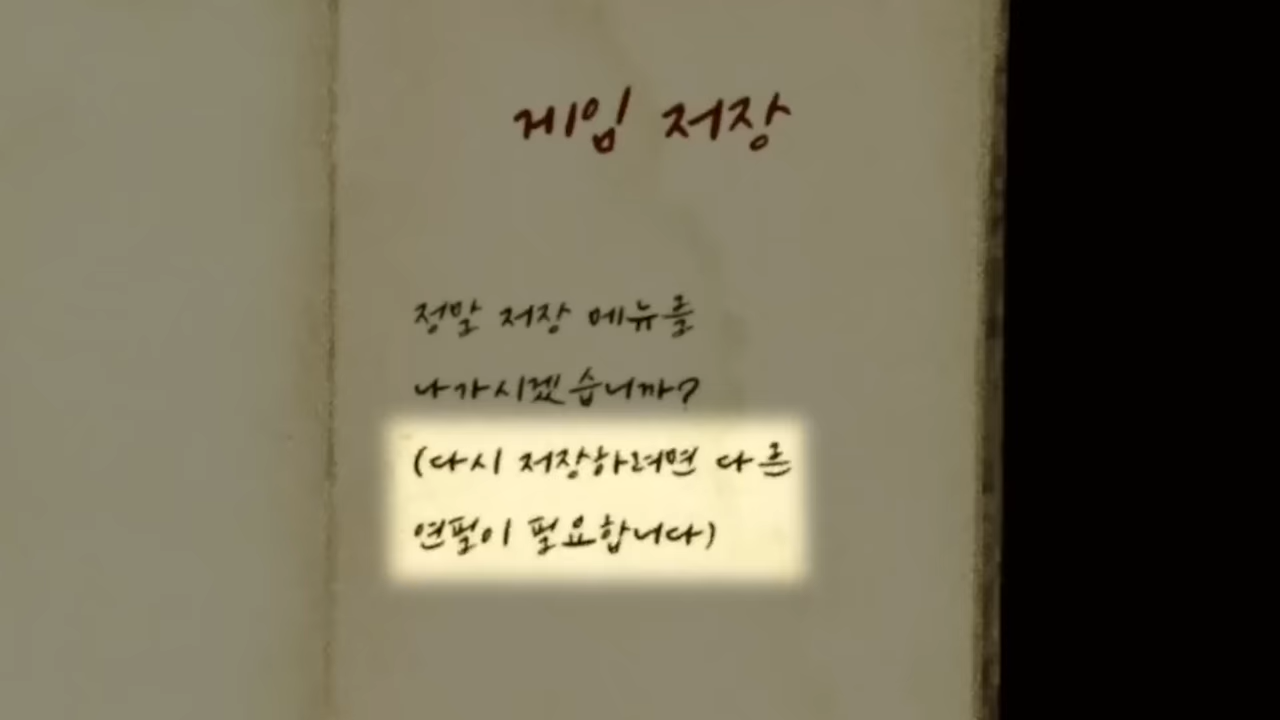 게임 저장
정말 저장 메뉴를
나가시겠습니까?
(다시 저장하려면 다른
연필이 필요합니다)